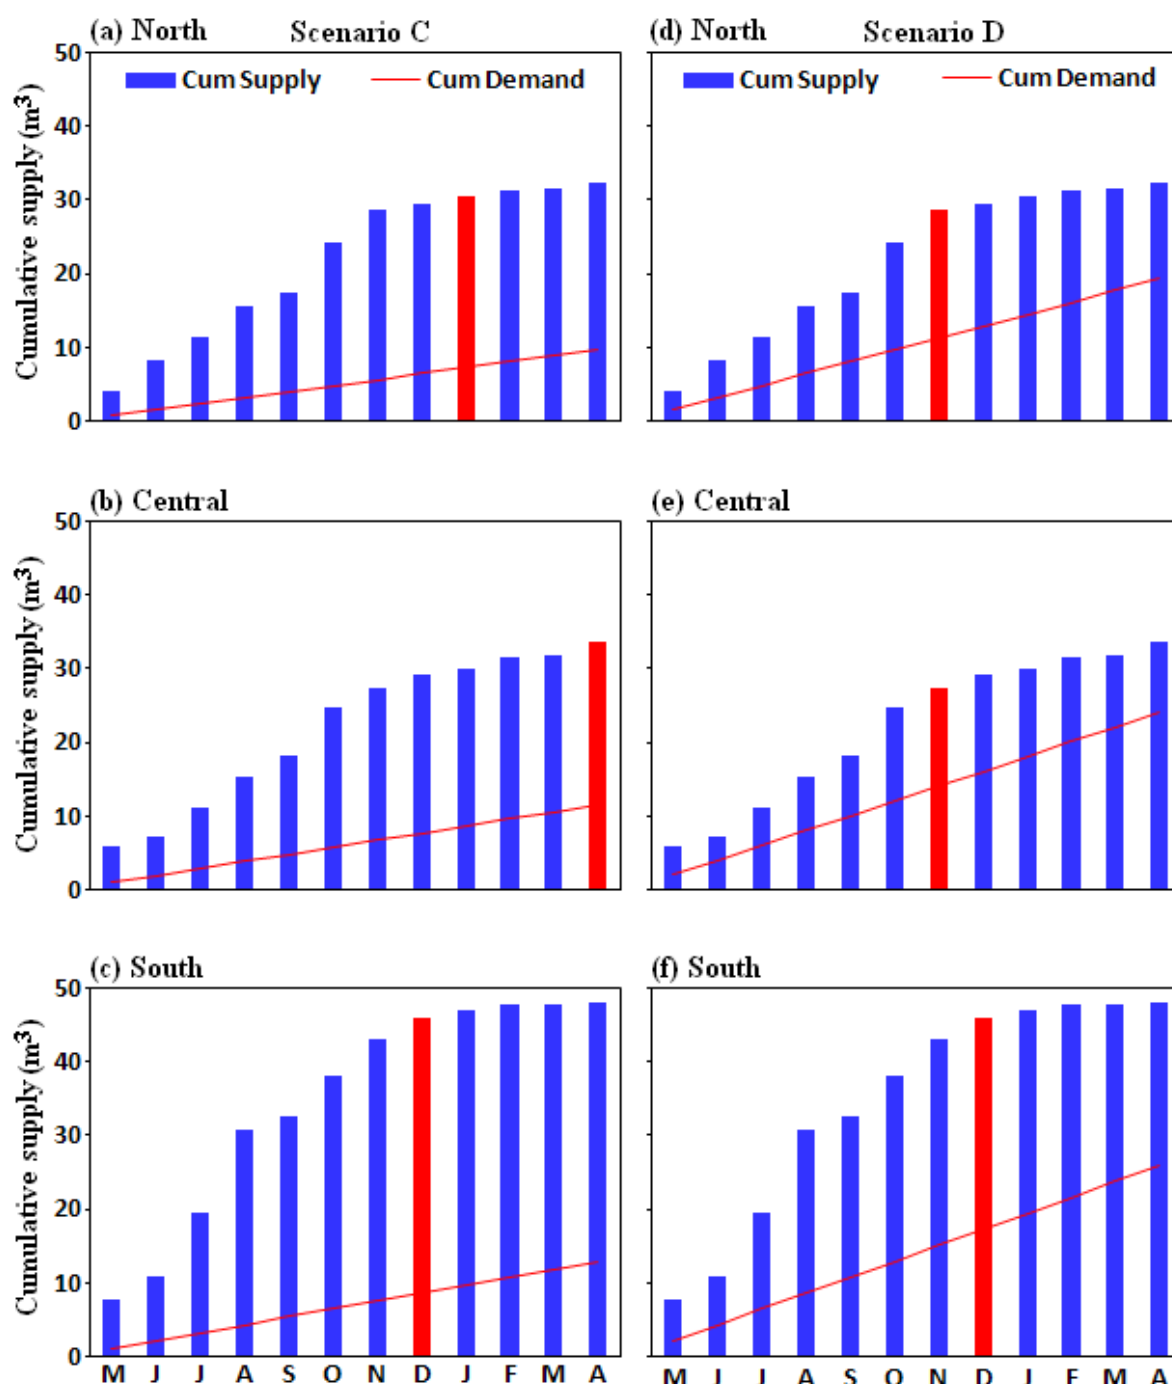 (a) North Scenario C
Cum Supply Cum Demand
Cumulative supply (m³)
50
40
30
20
10
0
(d) North Scenario D
Cum Supply Cum Demand
(b) Central
Cumulative supply (m³)
50
40
30
20
10
0
(e) Central
(c) South
Cumulative supply (m³)
50
40
30
20
10
0
M J J A S O N D J F M A
(f) South
M J J A S O N D J F M A